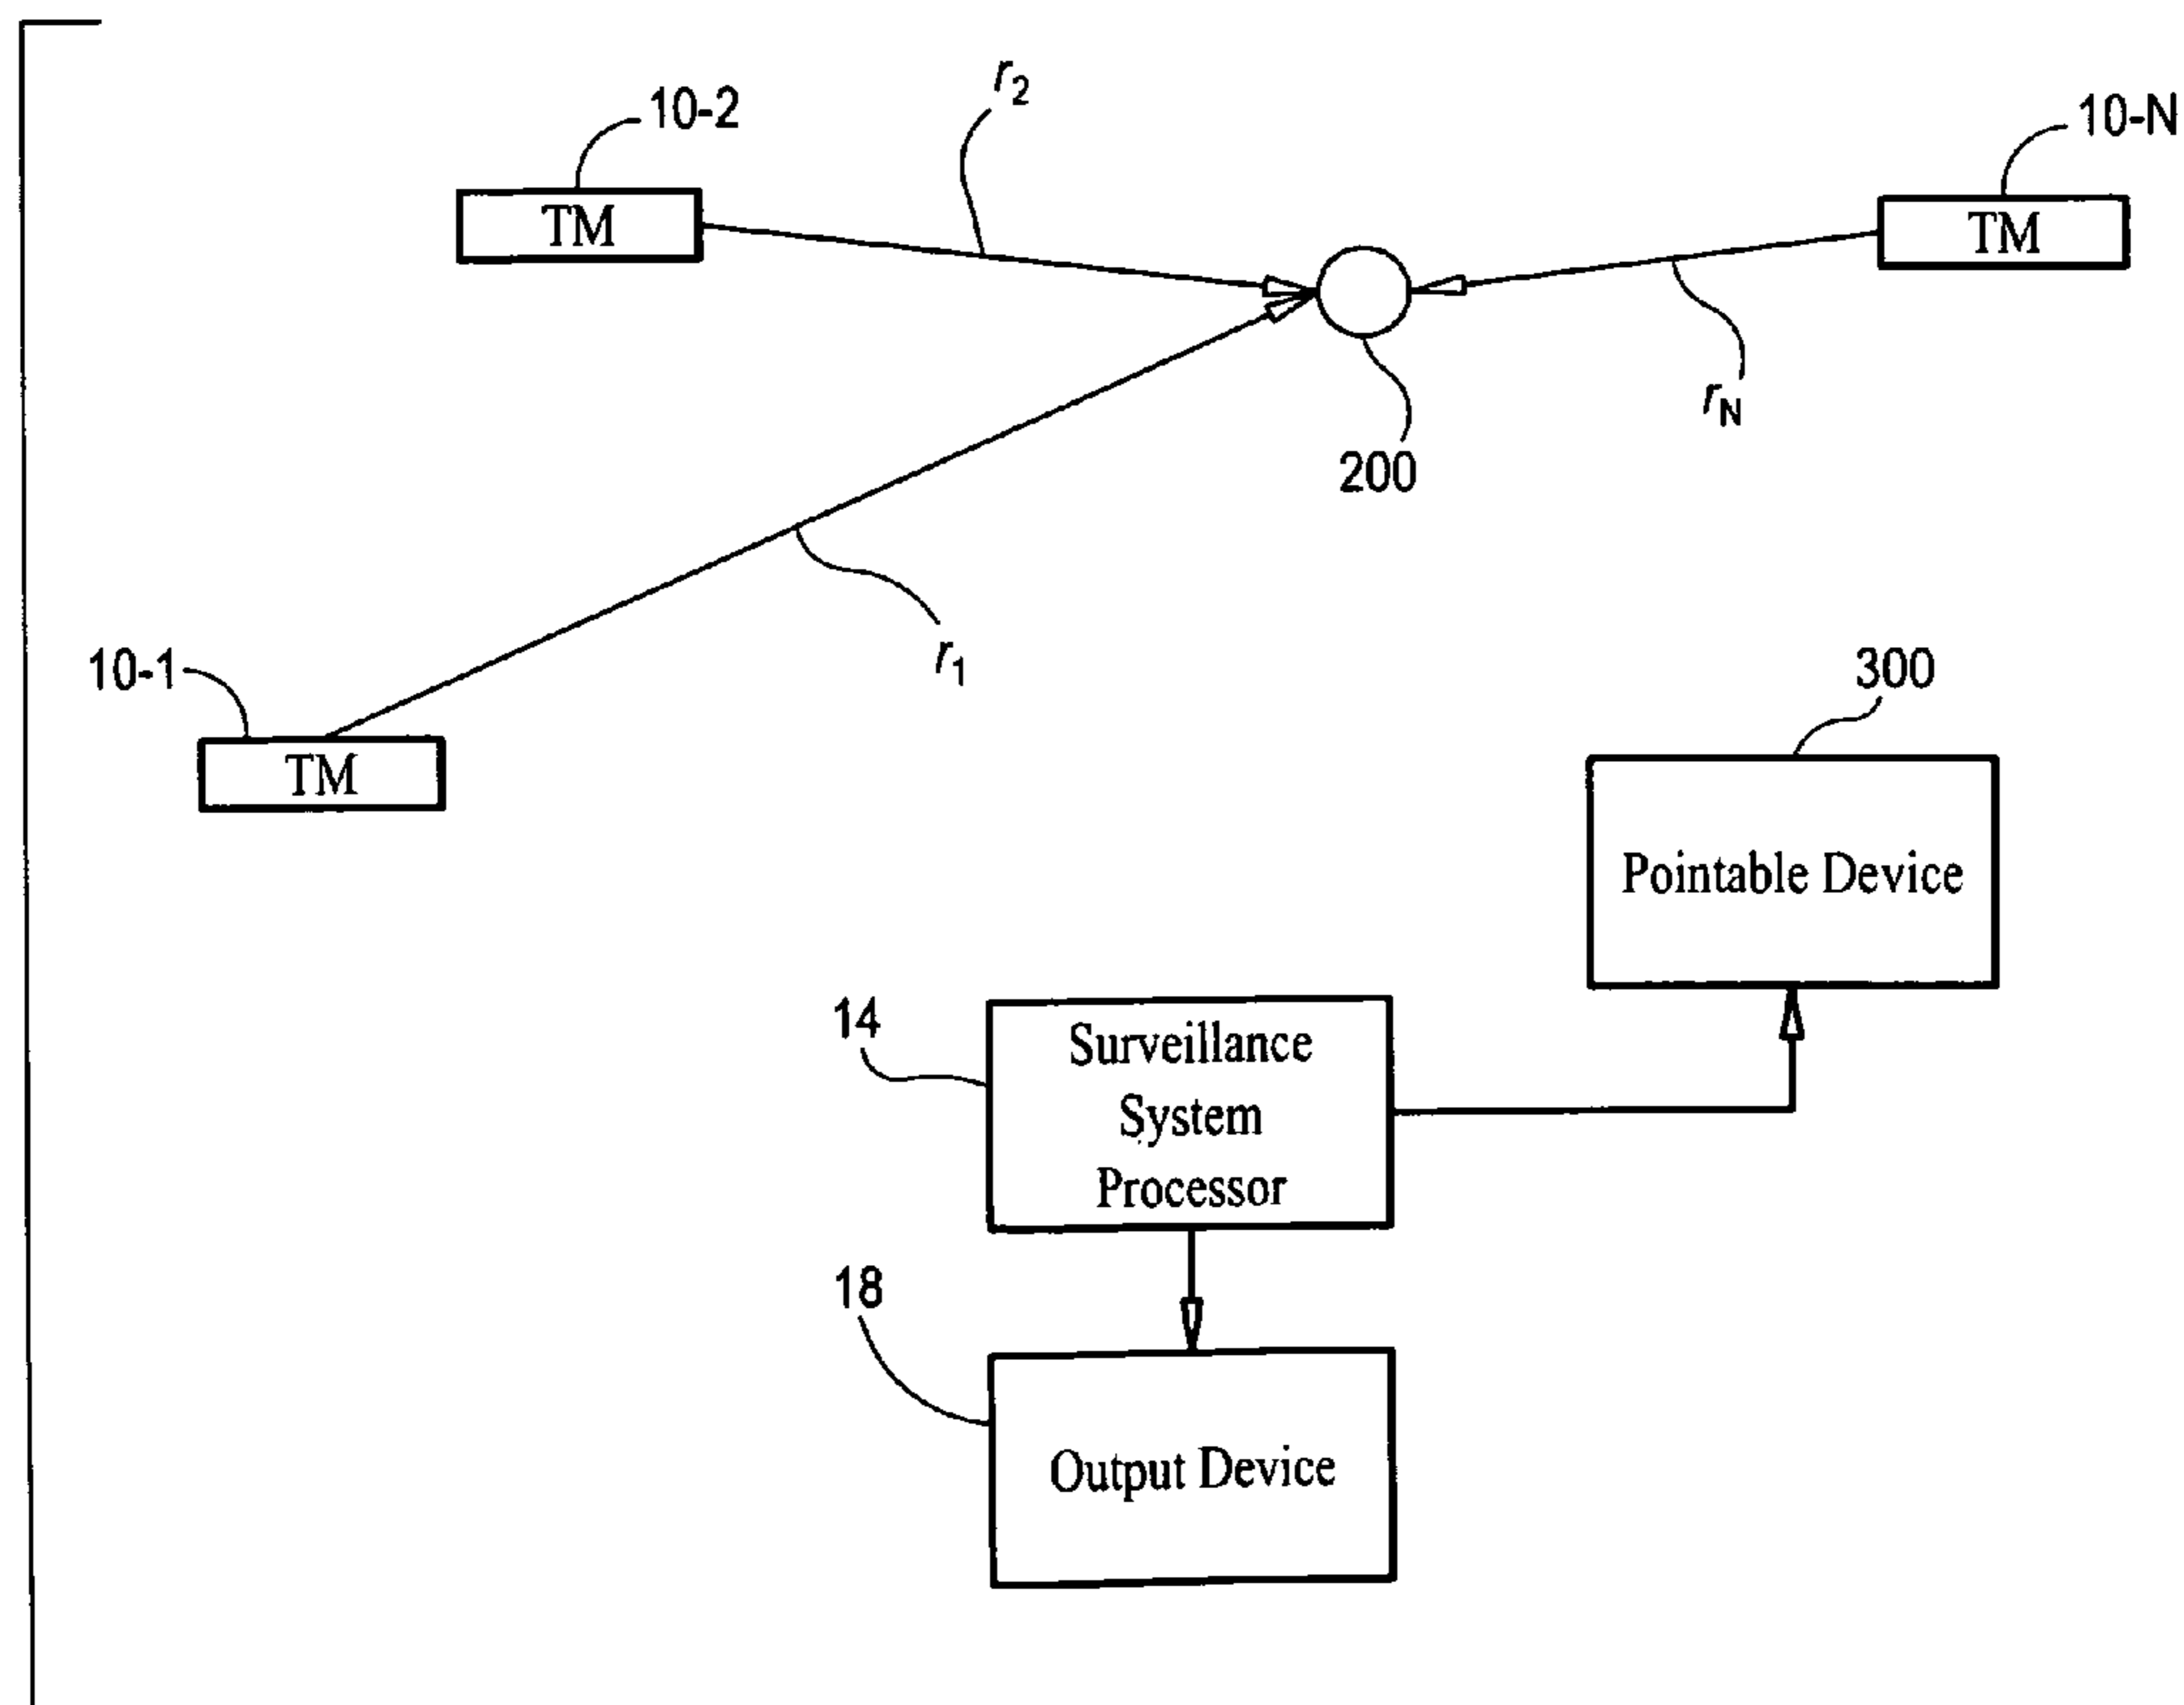 r2
10-2
10-N
TM
TM
200
rN
r1
10-1
TM
300
Pointable Device
14
Surveillance
System
Processor
18
Output Device